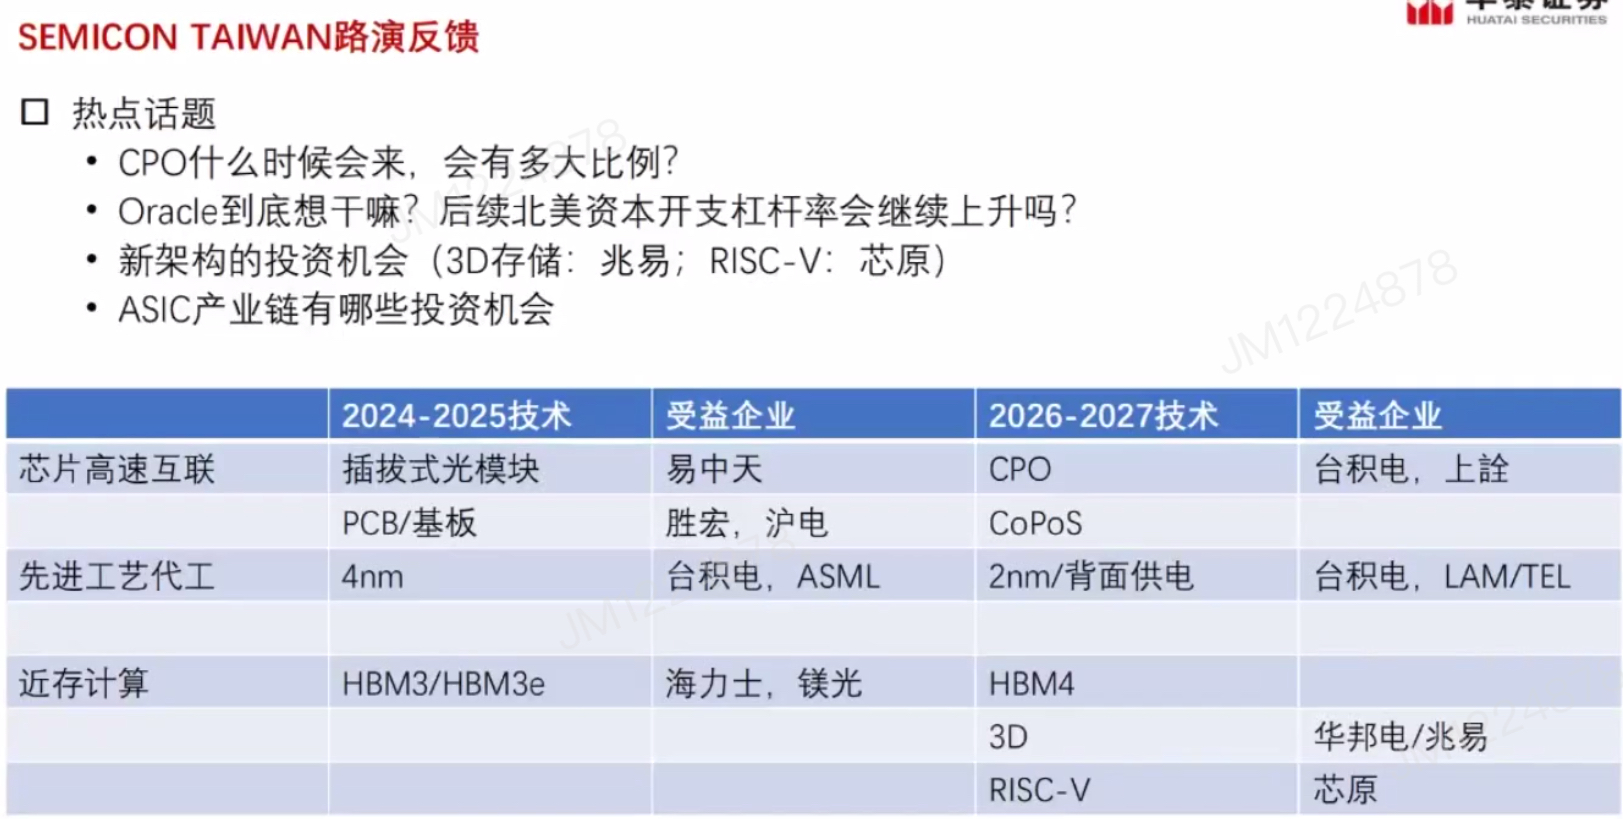 华泰证券
HUATAI SECURITIES
SEMICON TAIWAN路演反馈
热点话题
• CPO什么时候会来，会有多大比例？
• Oracle到底想干嘛？后续北美资本开支杠杆率会继续上升吗？
• 新架构的投资机会（3D存储：兆易；RISC-V：芯原）
• ASIC产业链有哪些投资机会
2024-2025技术 受益企业 2026-2027技术 受益企业
芯片高速互联 插拔式光模块 易中天 CPO 台积电，上詮
PCB/基板 胜宏，沪电 CoPoS
先进工艺代工 4nm 台积电，ASML 2nm/背面供电 台积电，LAM/TEL
近存计算 HBM3/HBM3e 海力士，镁光 HBM4
3D 华邦电/兆易
RISC-V 芯原
JM1224878
JM1224878
JM1224878